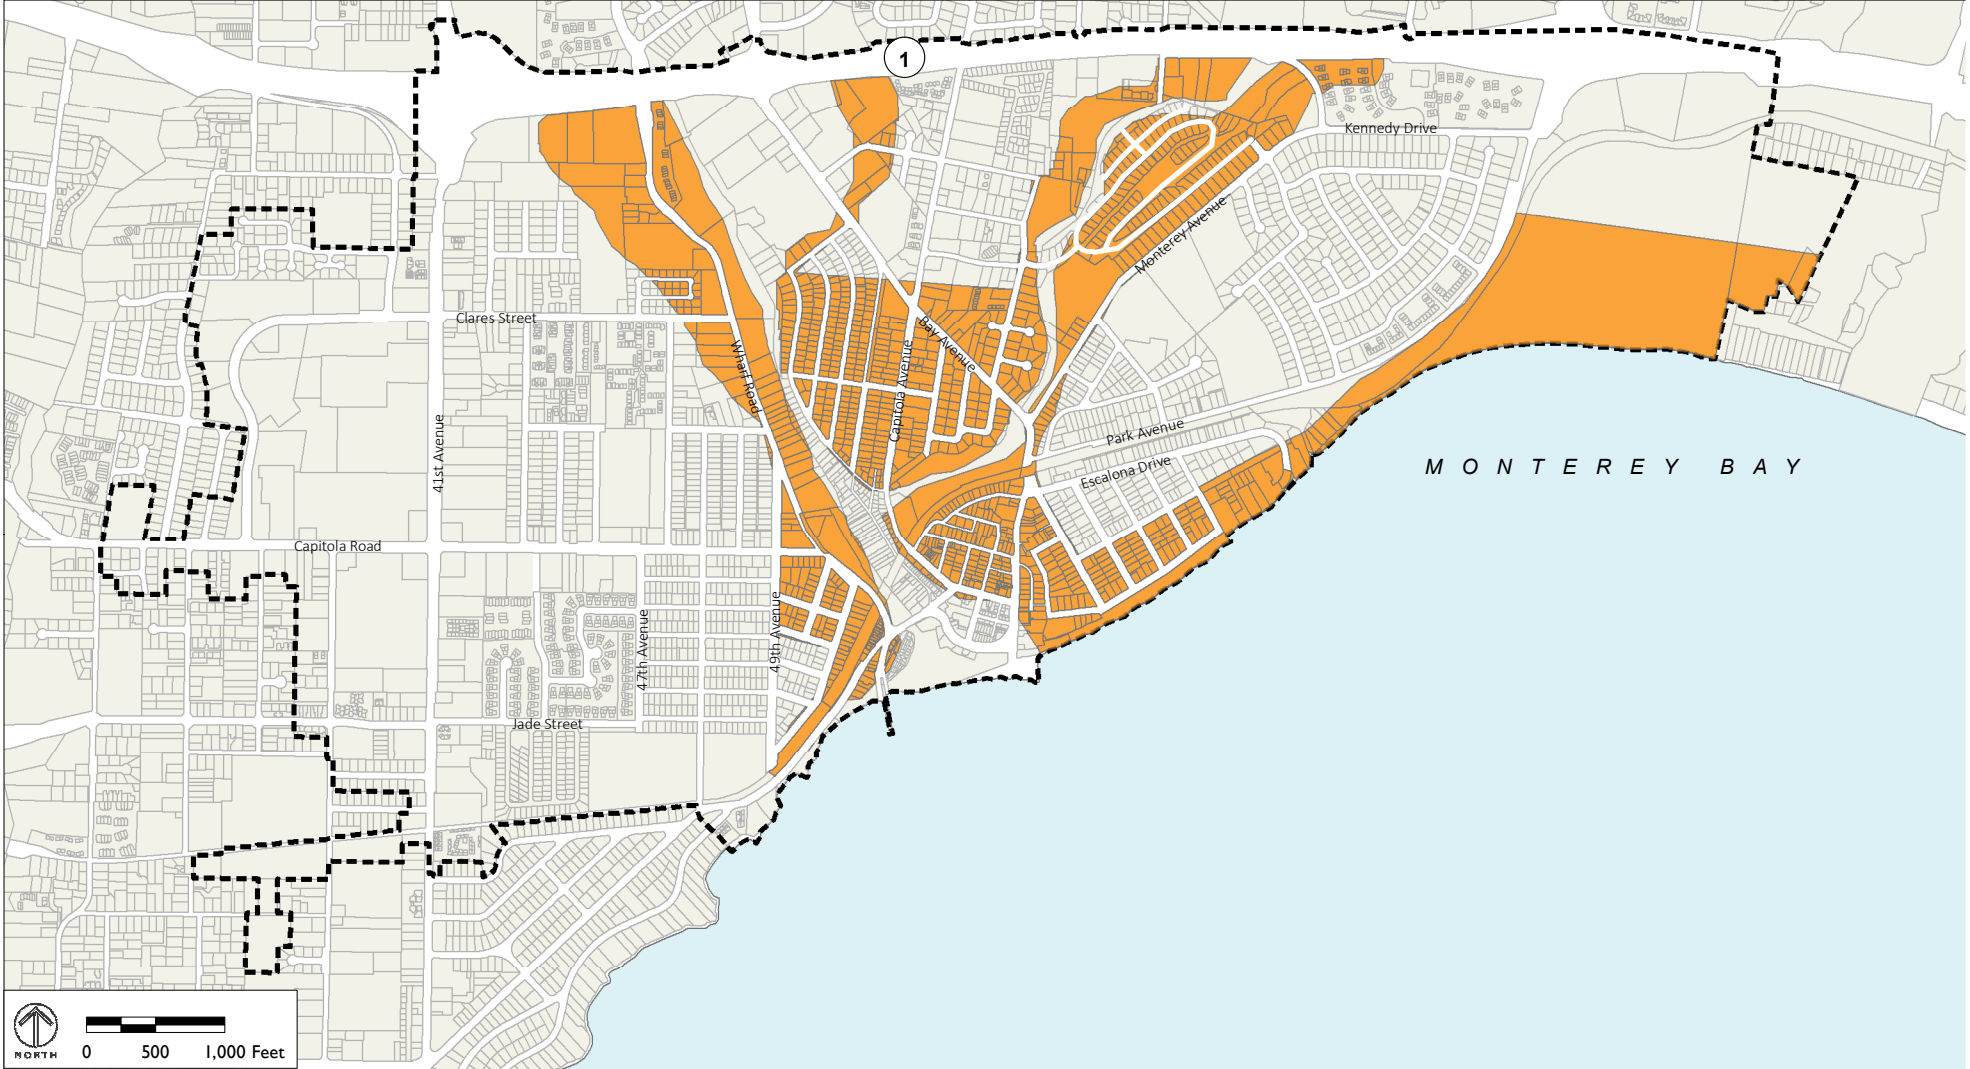 1
Kennedy Drive
Monterey Avenue
Clares Street
Bay Avenue
Wharf Road
Capitola Avenue
41st Avenue
Park Avenue
Escalona Drive
MONTEREY BAY
Capitola Road
49th Avenue
47th Avenue
Jade Street
NORTH
0 500 1,000 Feet